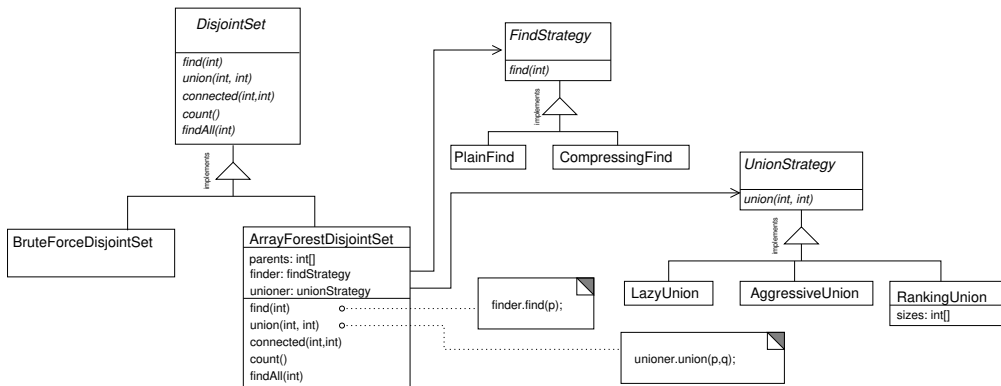 DisjointSet
find(int)
union(int, int)
connected(int,int)
count()
findAll(int)
implements
BruteForceDisjointSet
ArrayForestDisjointSet
parents: int[]
finder: findStrategy
unioner: unionStrategy
find(int)
union(int, int)
connected(int,int)
count()
findAll(int)
FindStrategy
find(int)
implements
PlainFind
CompressingFind
UnionStrategy
union(int, int)
implements
LazyUnion
AggressiveUnion
RankingUnion
sizes: int[]
finder.find(p);
unioner.union(p,q);